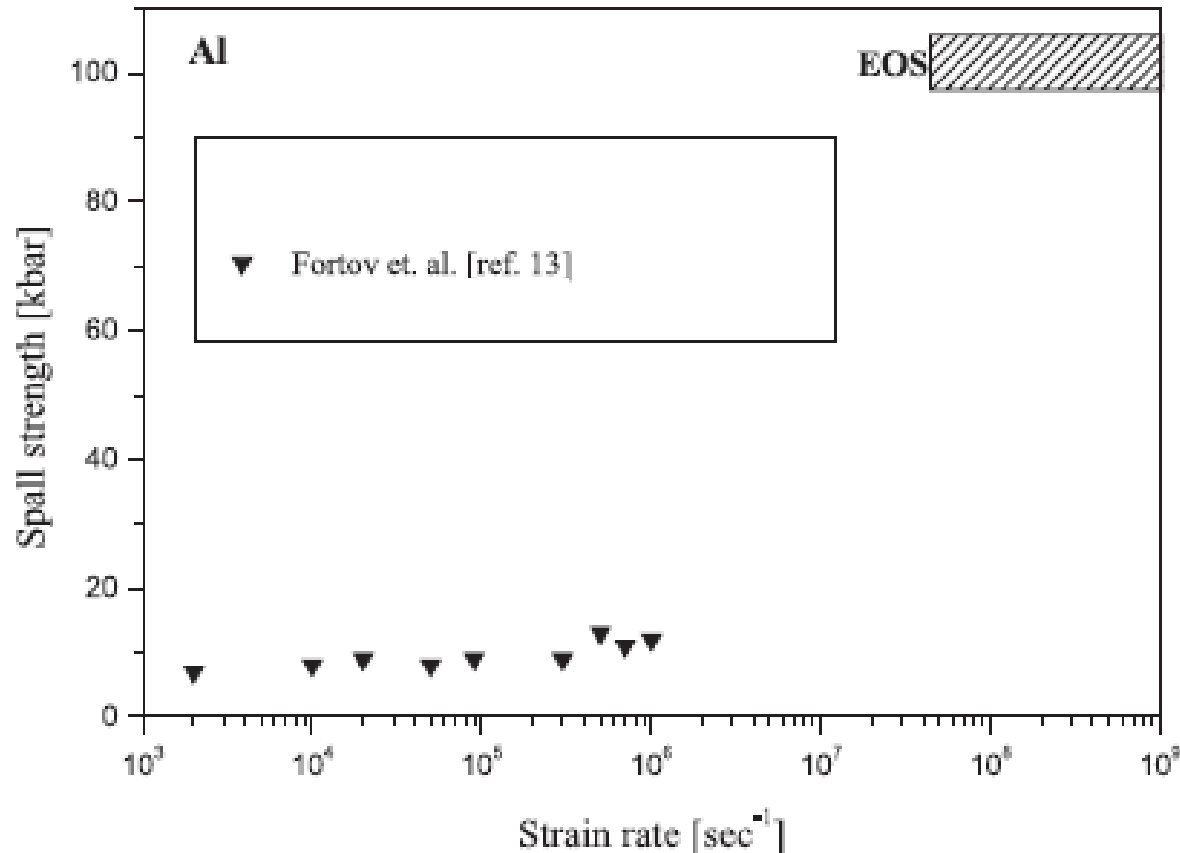 Al
EOS
Fortov et. al. [ref. 13]
Spall strength [kbar]
100
80
60
40
20
0
10³ 10⁴ 10⁵ 10⁶ 10⁷ 10⁸ 10⁹
Strain rate [sec⁻¹]